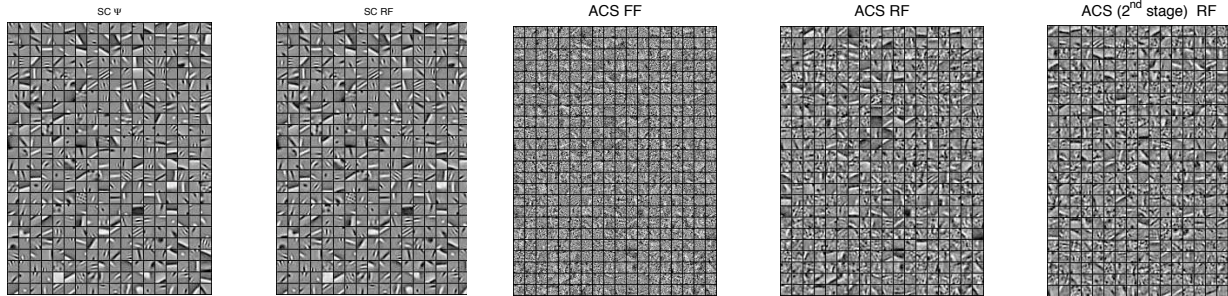 SC Ψ
SC RF
ACS FF
ACS RF
ACS (2nd stage) RF